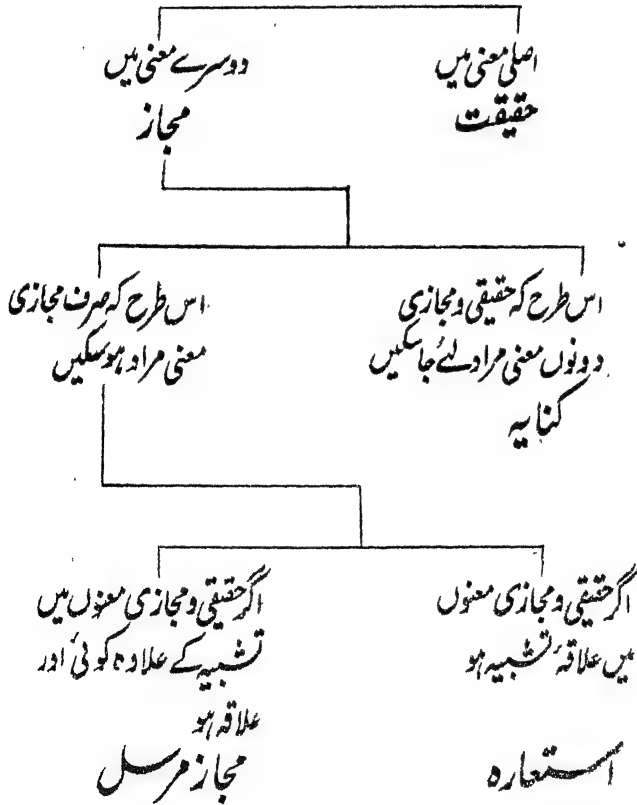 اصلی معنی میں
حقیقت
دوسرے معنی میں
مجاز
اس طرح کہ حقیقی و مجازی
دونوں معنی مراد لئے جا سکیں
کنایہ
اس طرح کہ صرف مجازی
معنی مراد ہو سکیں
اگر حقیقی و مجازی معنوں
میں علاقۂ تشبیہ ہو
استعارہ
اگر حقیقی و مجازی معنوں میں
تشبیہ کے علاوہ کوئی اور
علاقہ ہو
مجاز مرسل